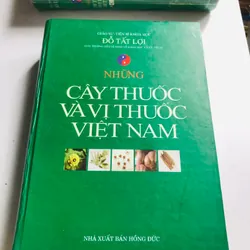 ĐỖ TẤT LỢI
NHỮNG
CÂY THUỐC
VÀ VỊ THUỐC
VIỆT NAM
NHÀ XUẤT BẢN HỒNG ĐỨC